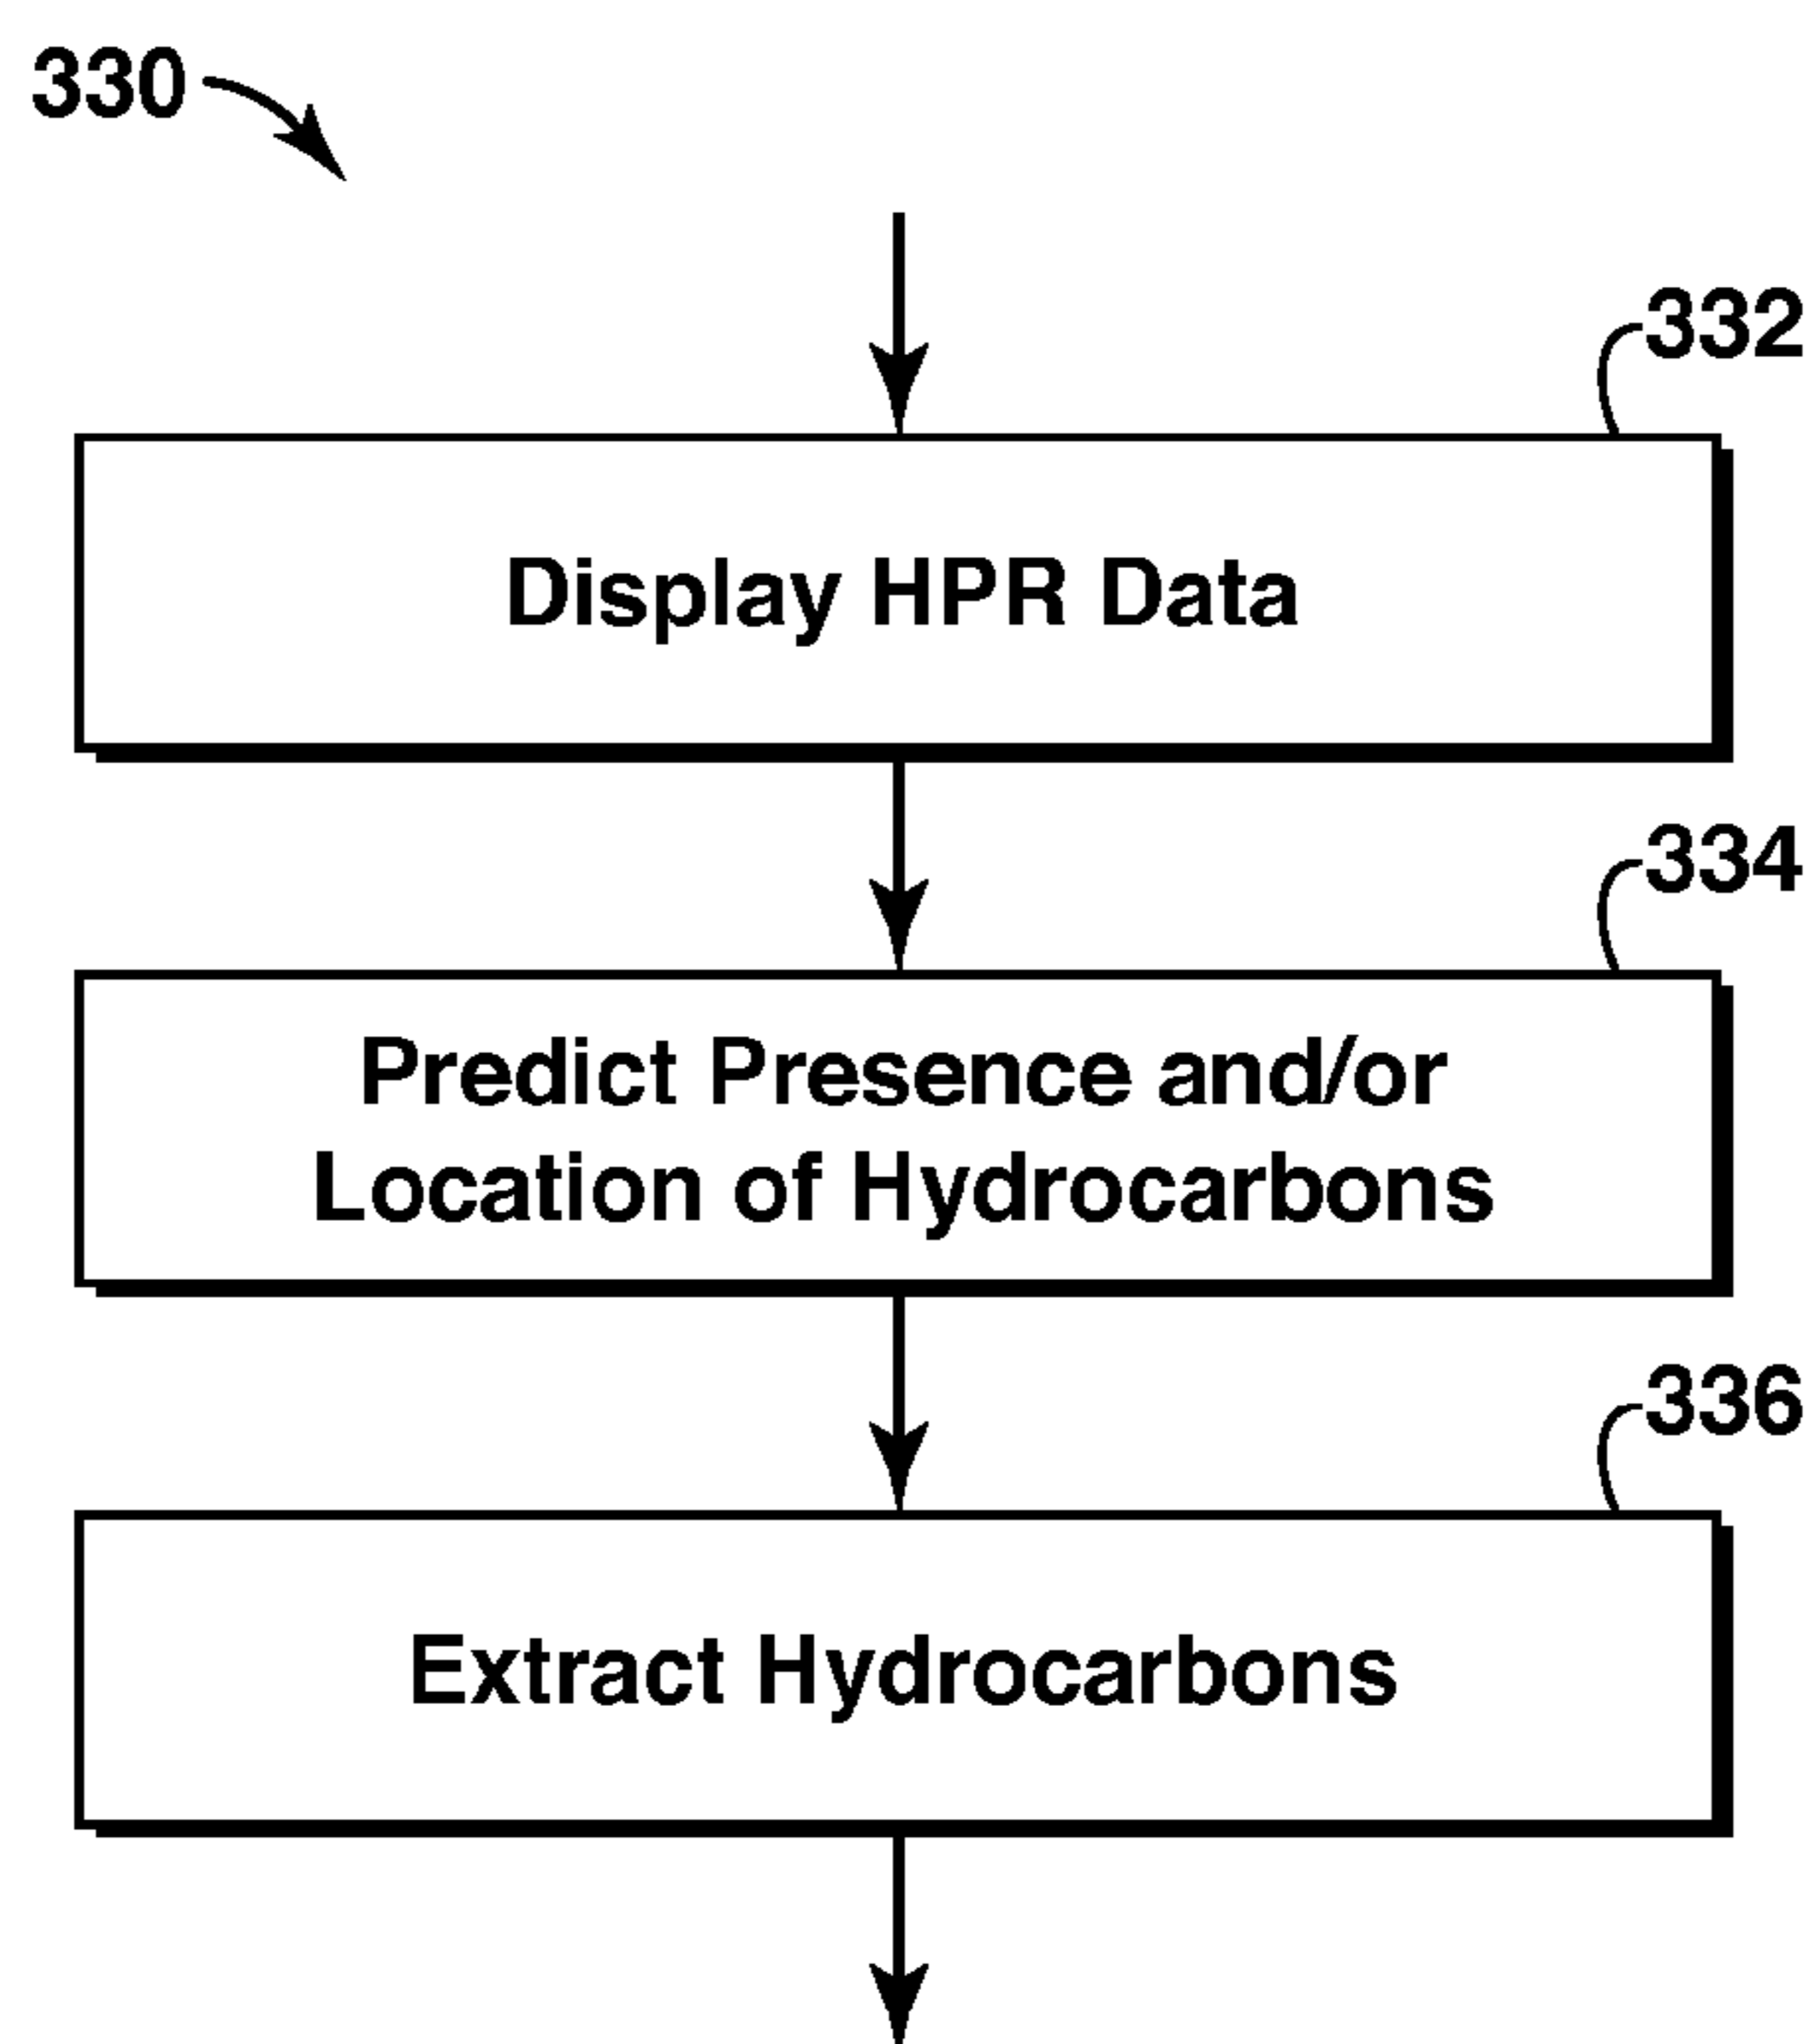 330
332
Display HPR Data
334
Predict Presence and/or
Location of Hydrocarbons
336
Extract Hydrocarbons